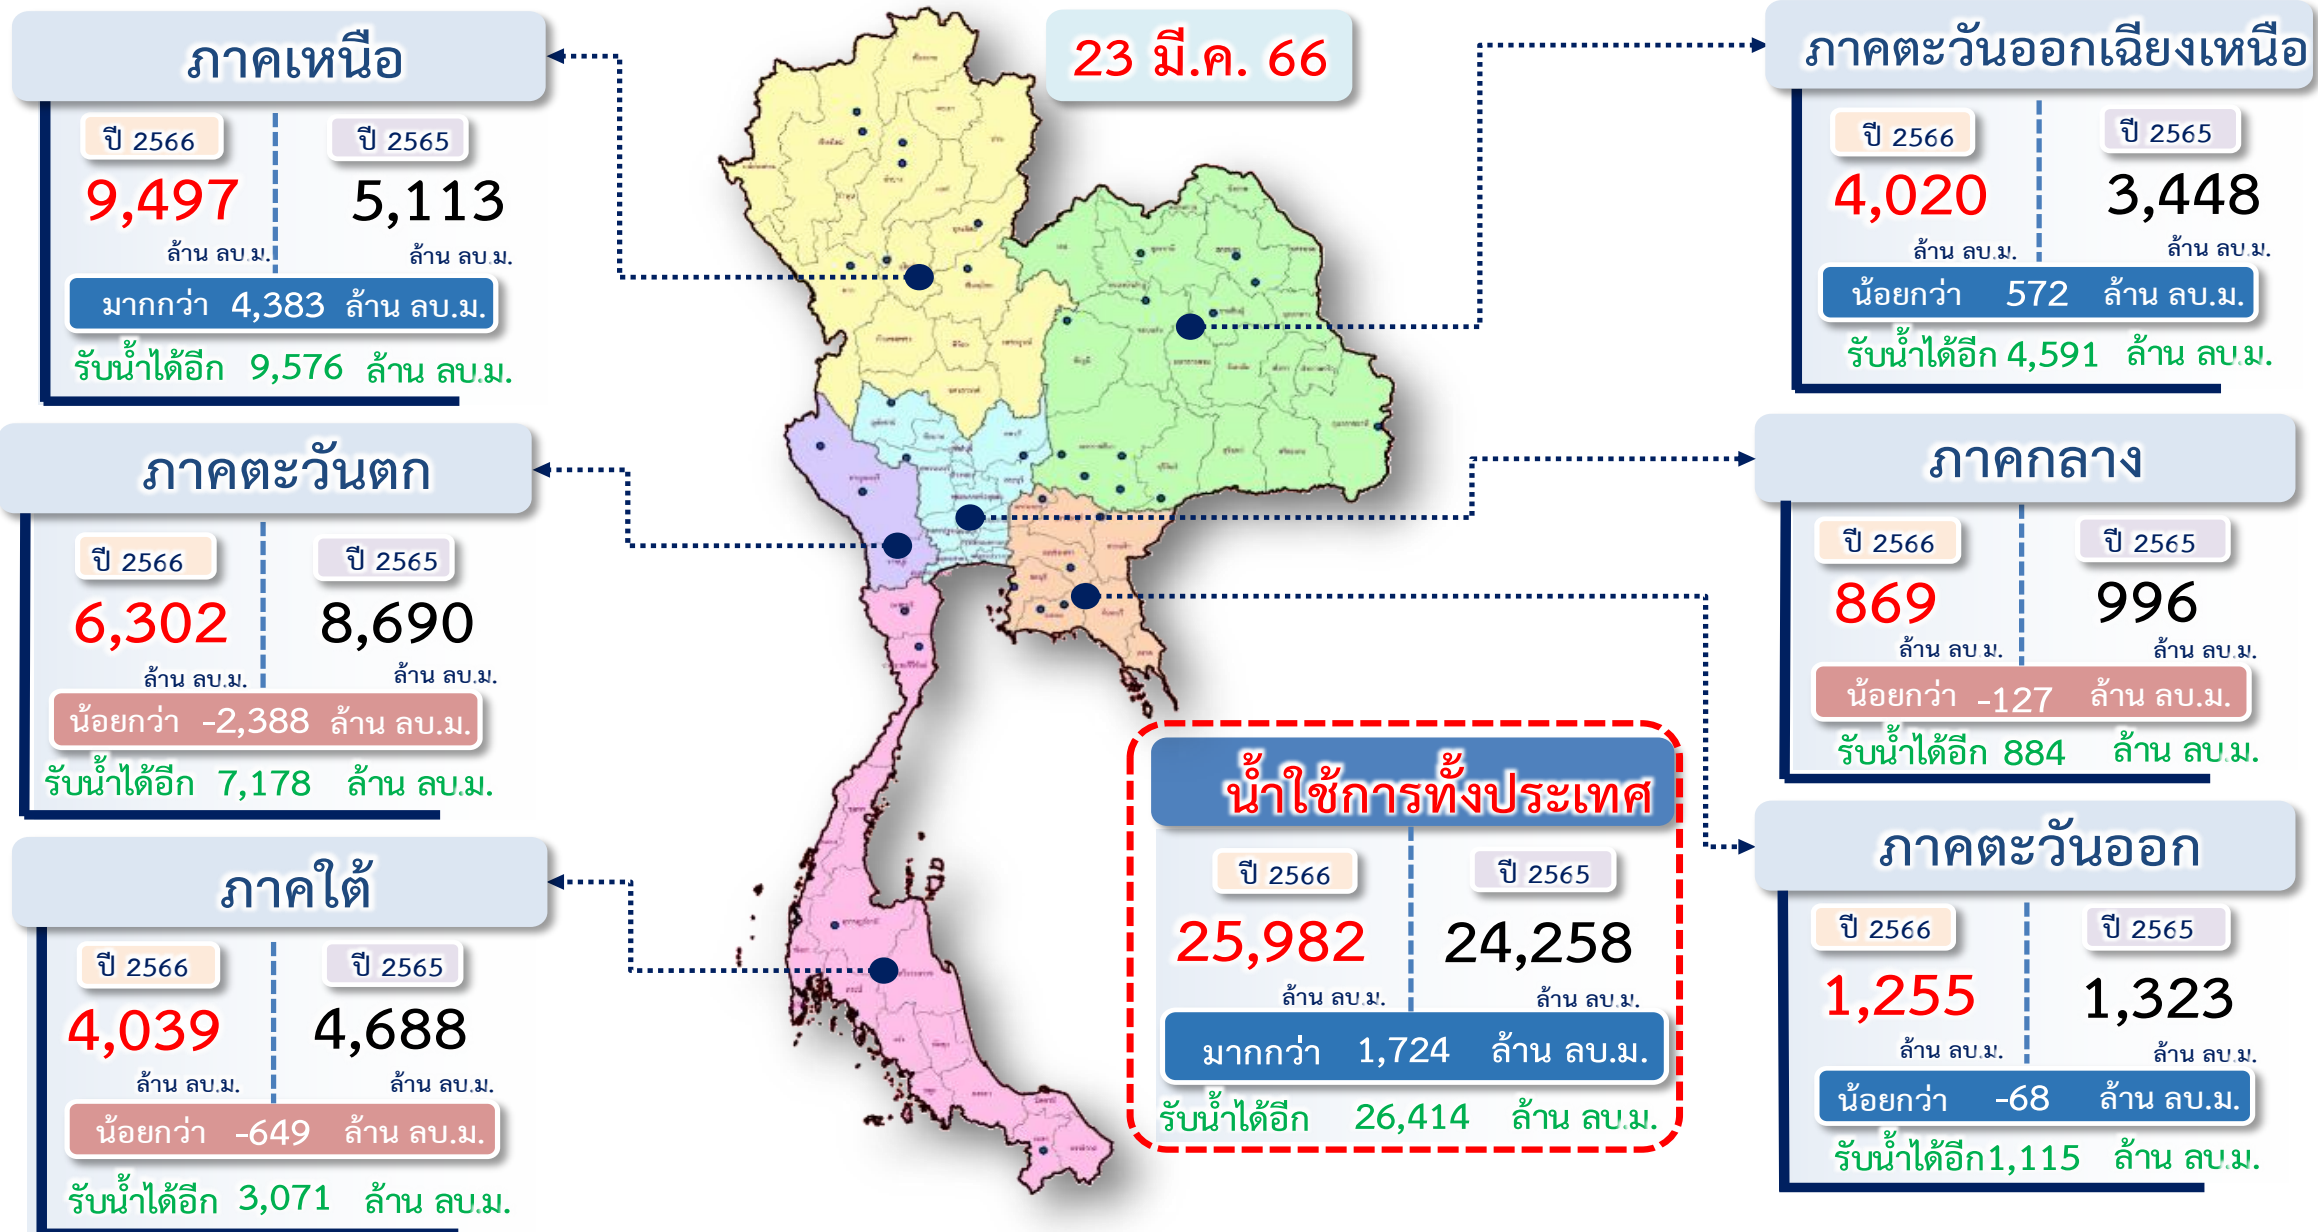 23 มี.ค. 66
ภาคเหนือ
ปี 2566
ปี 2565
9,497
5,113
ล้าน ลบ.ม.
ล้าน ลบ.ม.
มากกว่า 4,383 ล้าน ลบ.ม.
รับน้ำได้อีก 9,576 ล้าน ลบ.ม.
ภาคตะวันตก
ปี 2566
ปี 2565
6,302
8,690
ล้าน ลบ.ม.
ล้าน ลบ.ม.
น้อยกว่า -2,388 ล้าน ลบ.ม.
รับน้ำได้อีก 7,178 ล้าน ลบ.ม.
ภาคใต้
ปี 2566
ปี 2565
4,039
4,688
ล้าน ลบ.ม.
ล้าน ลบ.ม.
น้อยกว่า -649 ล้าน ลบ.ม.
รับน้ำได้อีก 3,071 ล้าน ลบ.ม.
ภาคตะวันออกเฉียงเหนือ
ปี 2566
ปี 2565
4,020
3,448
ล้าน ลบ.ม.
ล้าน ลบ.ม.
น้อยกว่า 572 ล้าน ลบ.ม.
รับน้ำได้อีก 4,591 ล้าน ลบ.ม.
ภาคกลาง
ปี 2566
ปี 2565
869
996
ล้าน ลบ.ม.
ล้าน ลบ.ม.
น้อยกว่า -127 ล้าน ลบ.ม.
รับน้ำได้อีก 884 ล้าน ลบ.ม.
ภาคตะวันออก
ปี 2566
ปี 2565
1,255
1,323
ล้าน ลบ.ม.
ล้าน ลบ.ม.
น้อยกว่า -68 ล้าน ลบ.ม.
รับน้ำได้อีก 1,115 ล้าน ลบ.ม.
น้ำใช้การทั้งประเทศ
ปี 2566
ปี 2565
25,982
24,258
ล้าน ลบ.ม.
ล้าน ลบ.ม.
มากกว่า 1,724 ล้าน ลบ.ม.
รับน้ำได้อีก 26,414 ล้าน ลบ.ม.